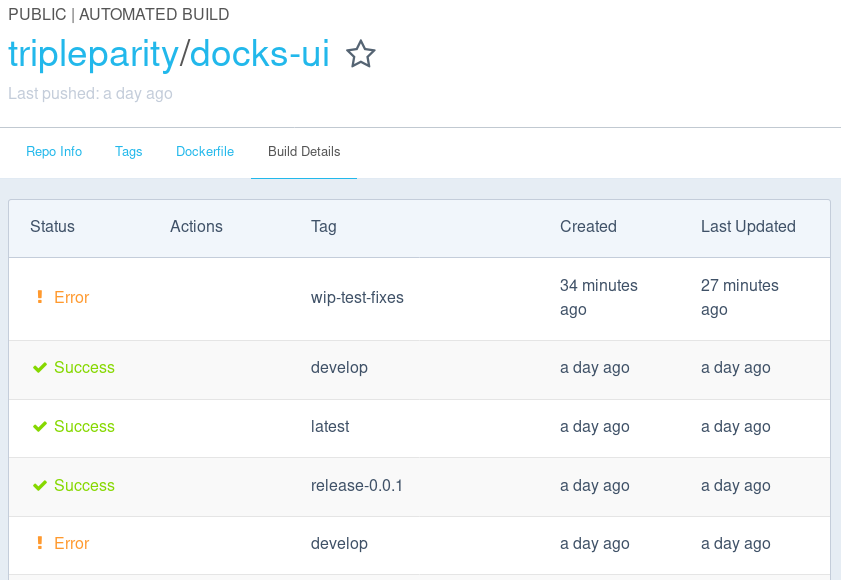 PUBLIC | AUTOMATED BUILD
tripleparity/docks-ui
Last pushed: a day ago
Repo Info Tags Dockerfile Build Details
Status Actions Tag Created Last Updated
Error wip-test-fixes 34 minutes ago 27 minutes ago
Success develop a day ago a day ago
Success latest a day ago a day ago
Success release-0.0.1 a day ago a day ago
Error develop a day ago a day ago